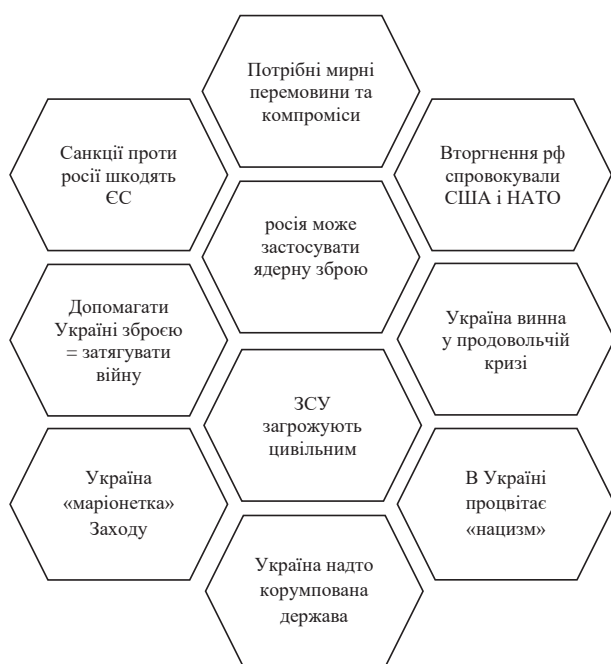 Потрібні мирні
перемовини та
компроміси
Санкції проти
росії шкодять
ЄС
Вторгнення рф
спровокували
США і НАТО
росія може
застосувати
ядерну зброю
Допомагати
Україні зброєю
= затягувати
війну
Україна винна
у продовольчій
кризі
ЗСУ
загрожують
цивільним
Україна
«маріонетка»
Заходу
В Україні
процвітає
«нацизм»
Україна надто
корумпована
держава